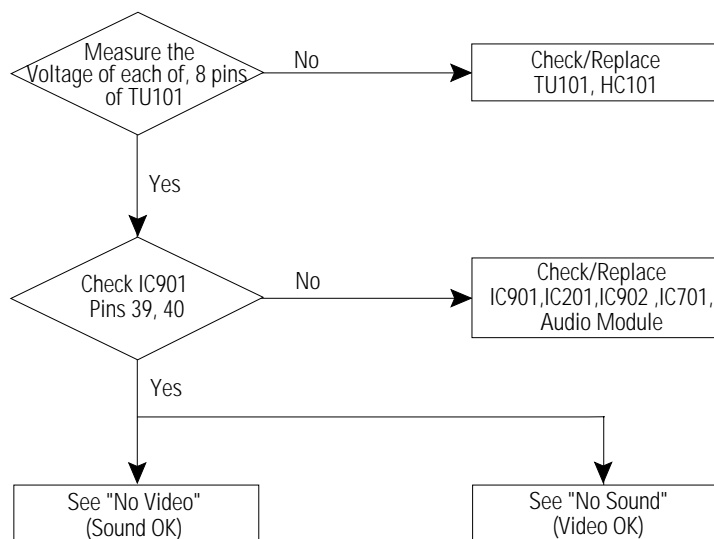 Measure the
Voltage of each of, 8 pins
of TU101
No
Check/Replace
TU101, HC101
Yes
Check IC901
Pins 39, 40
No
Check/Replace
IC901,IC201,IC902 ,IC701,
Audio Module
Yes
See "No Video"
(Sound OK)
See "No Sound"
(Video OK)